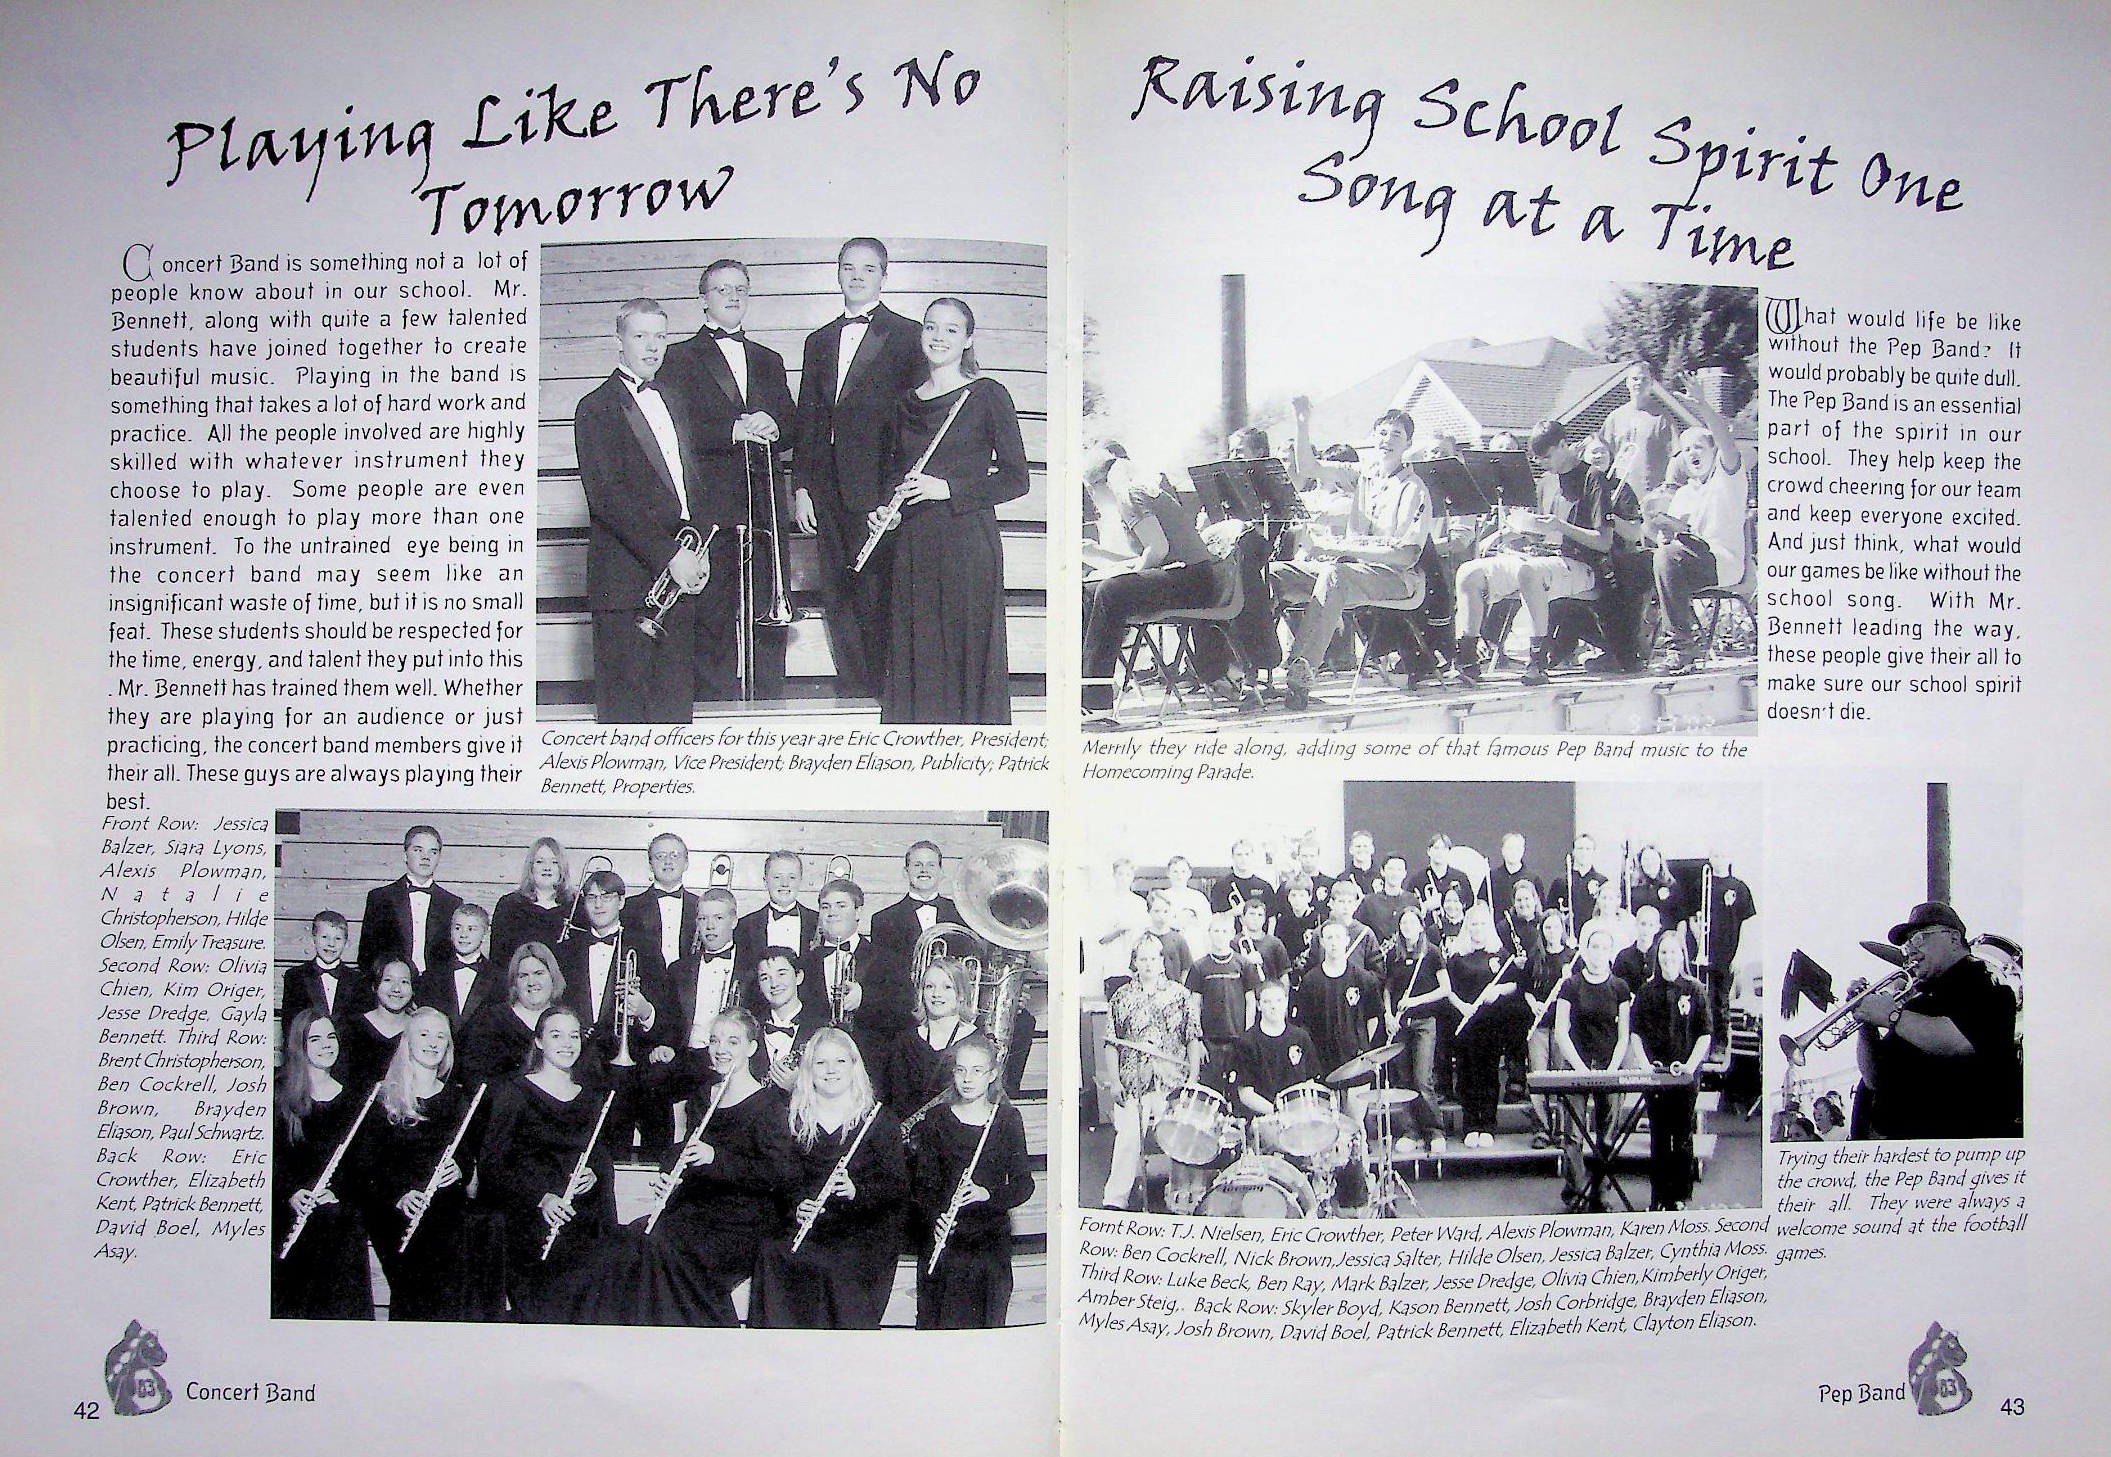 Playing Like There's No
Tomorrow
Concert Band is something not a lot of
people know about in our school. Mr.
Bennett, along with quite a few talented
students have joined together to create
beautiful music. Playing in the band is
something that takes a lot of hard work and
practice. All the people involved are highly
skilled with whatever instrument they
choose to play. Some people are even
talented enough to play more than one
instrument. To the untrained eye being in
the concert band may seem like an
insignificant waste of time, but it is no small
feat. These students should be respected for
the time, energy, and talent they put into this
. Mr. Bennett has trained them well. Whether
they are playing for an audience or just
practicing, the concert band members give it
their all. These guys are always playing their
best.
Concert band officers for this year are Eric Crowther, President;
Alexis Plowman, Vice President; Brayden Eliason, Publicity; Patrick
Bennett, Properties.
Front Row: Jessica
Balzer, Siara Lyons,
Alexis Plowman,
Natalie
Christopherson, Hilde
Olsen, Emily Treasure.
Second Row: Olivia
Chien, Kim Origer,
Jesse Dredge, Gayla
Bennett. Third Row:
Brent Christopherson,
Ben Cockrell, Josh
Brown, Brayden
Eliason, Paul Schwartz.
Back Row: Eric
Crowther, Elizabeth
Kent, Patrick Bennett,
David Boel, Myles
Asay.
03
Concert Band
42
Raising School Spirit One
Song at a Time
What would life be like
without the Pep Band? It
would probably be quite dull.
The Pep Band is an essential
part of the spirit in our
school. They help keep the
crowd cheering for our team
and keep everyone excited.
And just think, what would
our games be like without the
school song. With Mr.
Bennett leading the way,
these people give their all to
make sure our school spirit
doesn't die.
Merrily they ride along, adding some of that famous Pep Band music to the
Homecoming Parade.
Trying their hardest to pump up
the crowd, the Pep Band gives it
their all. They were always a
welcome sound at the football
games.
Fornt Row: T.J. Nielsen, Eric Crowther, Peter Ward, Alexis Plowman, Karen Moss. Second
Row: Ben Cockrell, Nick Brown,Jessica Salter, Hilde Olsen, Jessica Balzer, Cynthia Moss.
Third Row: Luke Beck, Ben Ray, Mark Balzer, Jesse Dredge, Olivia Chien,Kimberly Origer,
Amber Steig,. Back Row: Skyler Boyd, Kason Bennett, Josh Corbridge, Brayden Eliason,
Myles Asay, Josh Brown, David Boel, Patrick Bennett, Elizabeth Kent, Clayton Eliason.
Pep Band
03
43